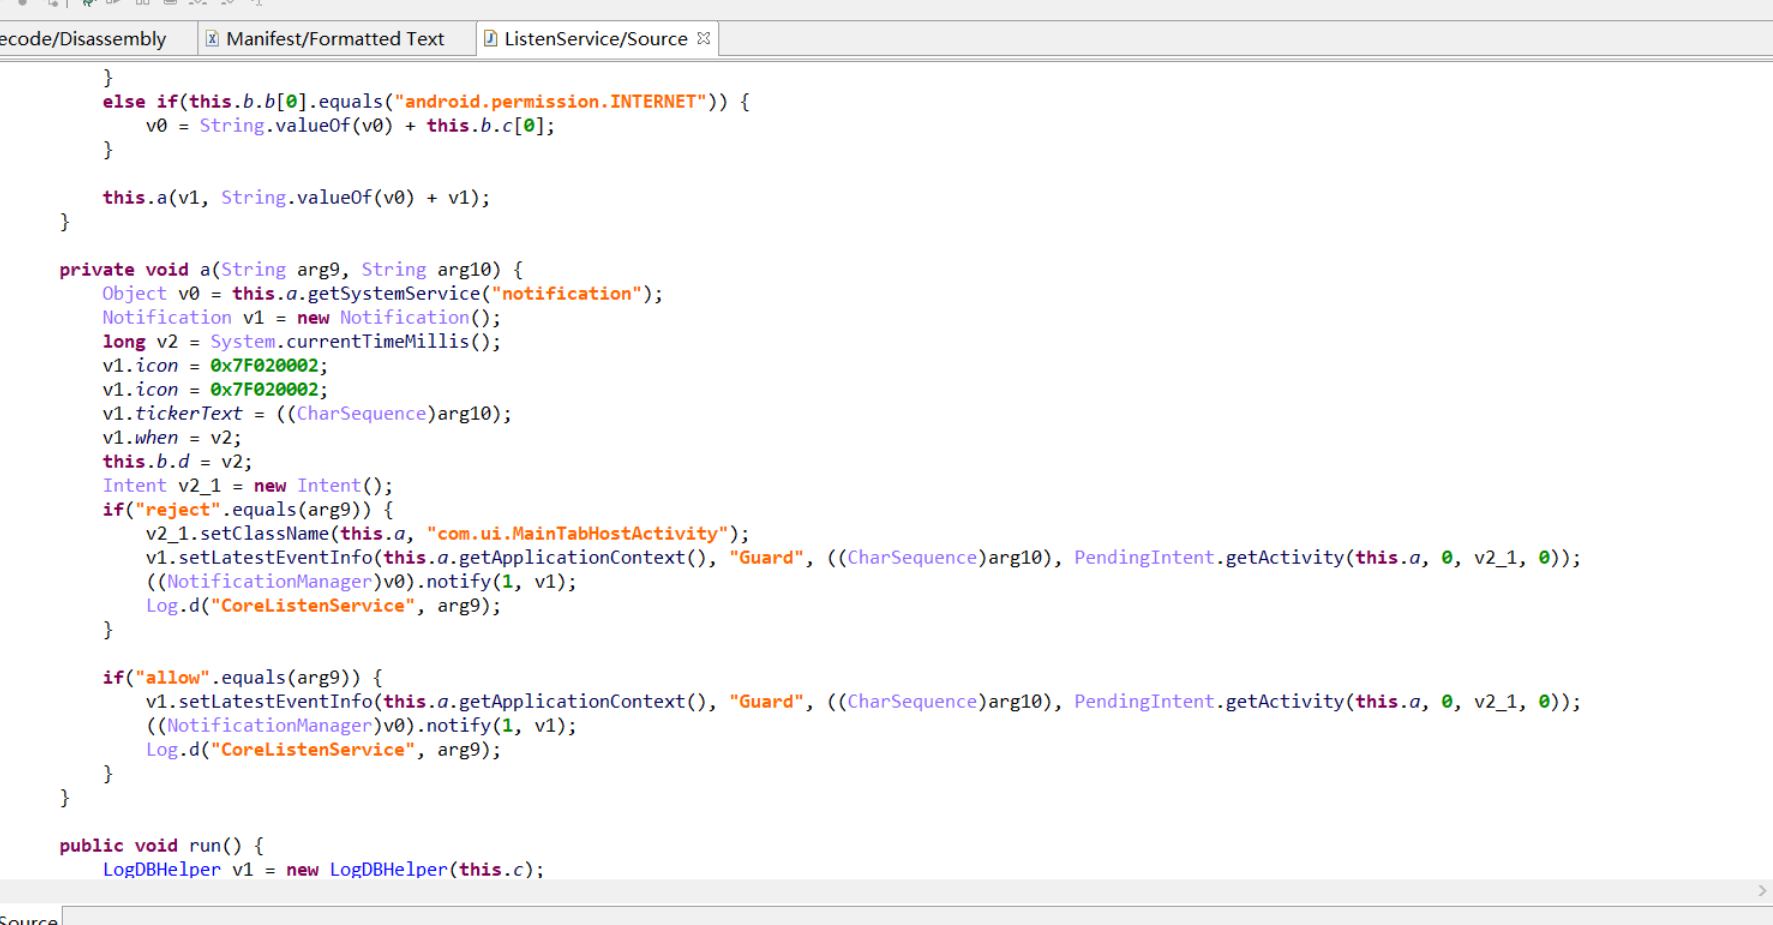 ecode/Disassembly
Manifest/Formatted Text
ListenService/Source
}
else if(this.b.b[0].equals("android.permission.INTERNET")) {
v0 = String.valueOf(v0) + this.b.c[0];
}
this.a(v1, String.valueOf(v0) + v1);
}
private void a(String arg9, String arg10) {
Object v0 = this.a.getSystemService("notification");
Notification v1 = new Notification();
long v2 = System.currentTimeMillis();
v1.icon = 0x7F020002;
v1.icon = 0x7F020002;
v1.tickerText = ((CharSequence)arg10);
v1.when = v2;
this.b.d = v2;
Intent v2_1 = new Intent();
if("reject".equals(arg9)) {
v2_1.setClassName(this.a, "com.ui.MainTabHostActivity");
v1.setLatestEventInfo(this.a.getApplicationContext(), "Guard", ((CharSequence)arg10), PendingIntent.getActivity(this.a, 0, v2_1, 0));
((NotificationManager)v0).notify(1, v1);
Log.d("CoreListenService", arg9);
}
if("allow".equals(arg9)) {
v1.setLatestEventInfo(this.a.getApplicationContext(), "Guard", ((CharSequence)arg10), PendingIntent.getActivity(this.a, 0, v2_1, 0));
((NotificationManager)v0).notify(1, v1);
Log.d("CoreListenService", arg9);
}
}
public void run() {
LogDBHelper v1 = new LogDBHelper(this.c);
Source